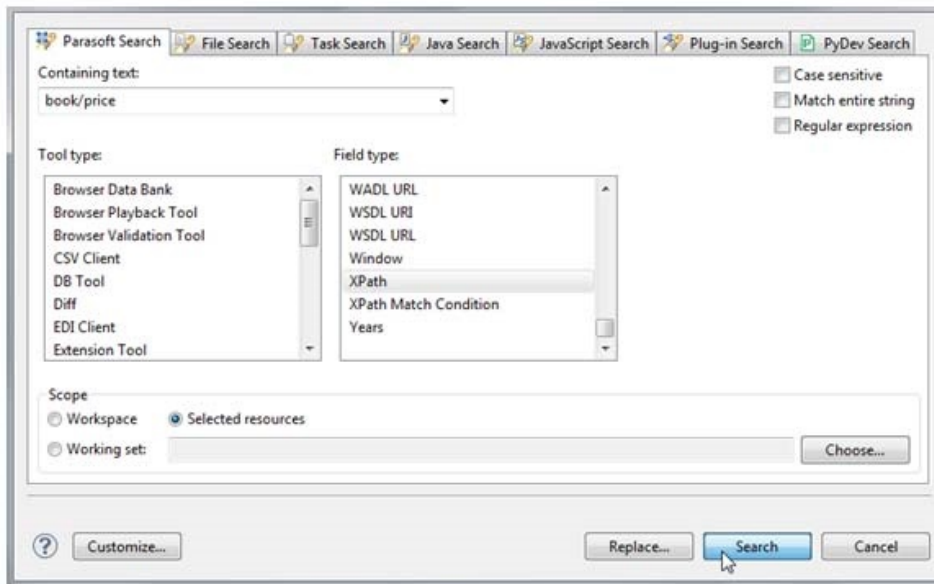 Parasoft Search File Search Task Search Java Search JavaScript Search Plug-in Search PyDev Search
Containing text:
book/price
Case sensitive
Match entire string
Regular expression
Tool type:
Browser Data Bank
Browser Playback Tool
Browser Validation Tool
CSV Client
DB Tool
Diff
EDI Client
Extension Tool
Field type:
WADL URL
WSDL URI
WSDL URL
Window
XPath
XPath Match Condition
Years
Scope
Workspace Selected resources
Working set: Choose...
? Customize... Replace... Search Cancel